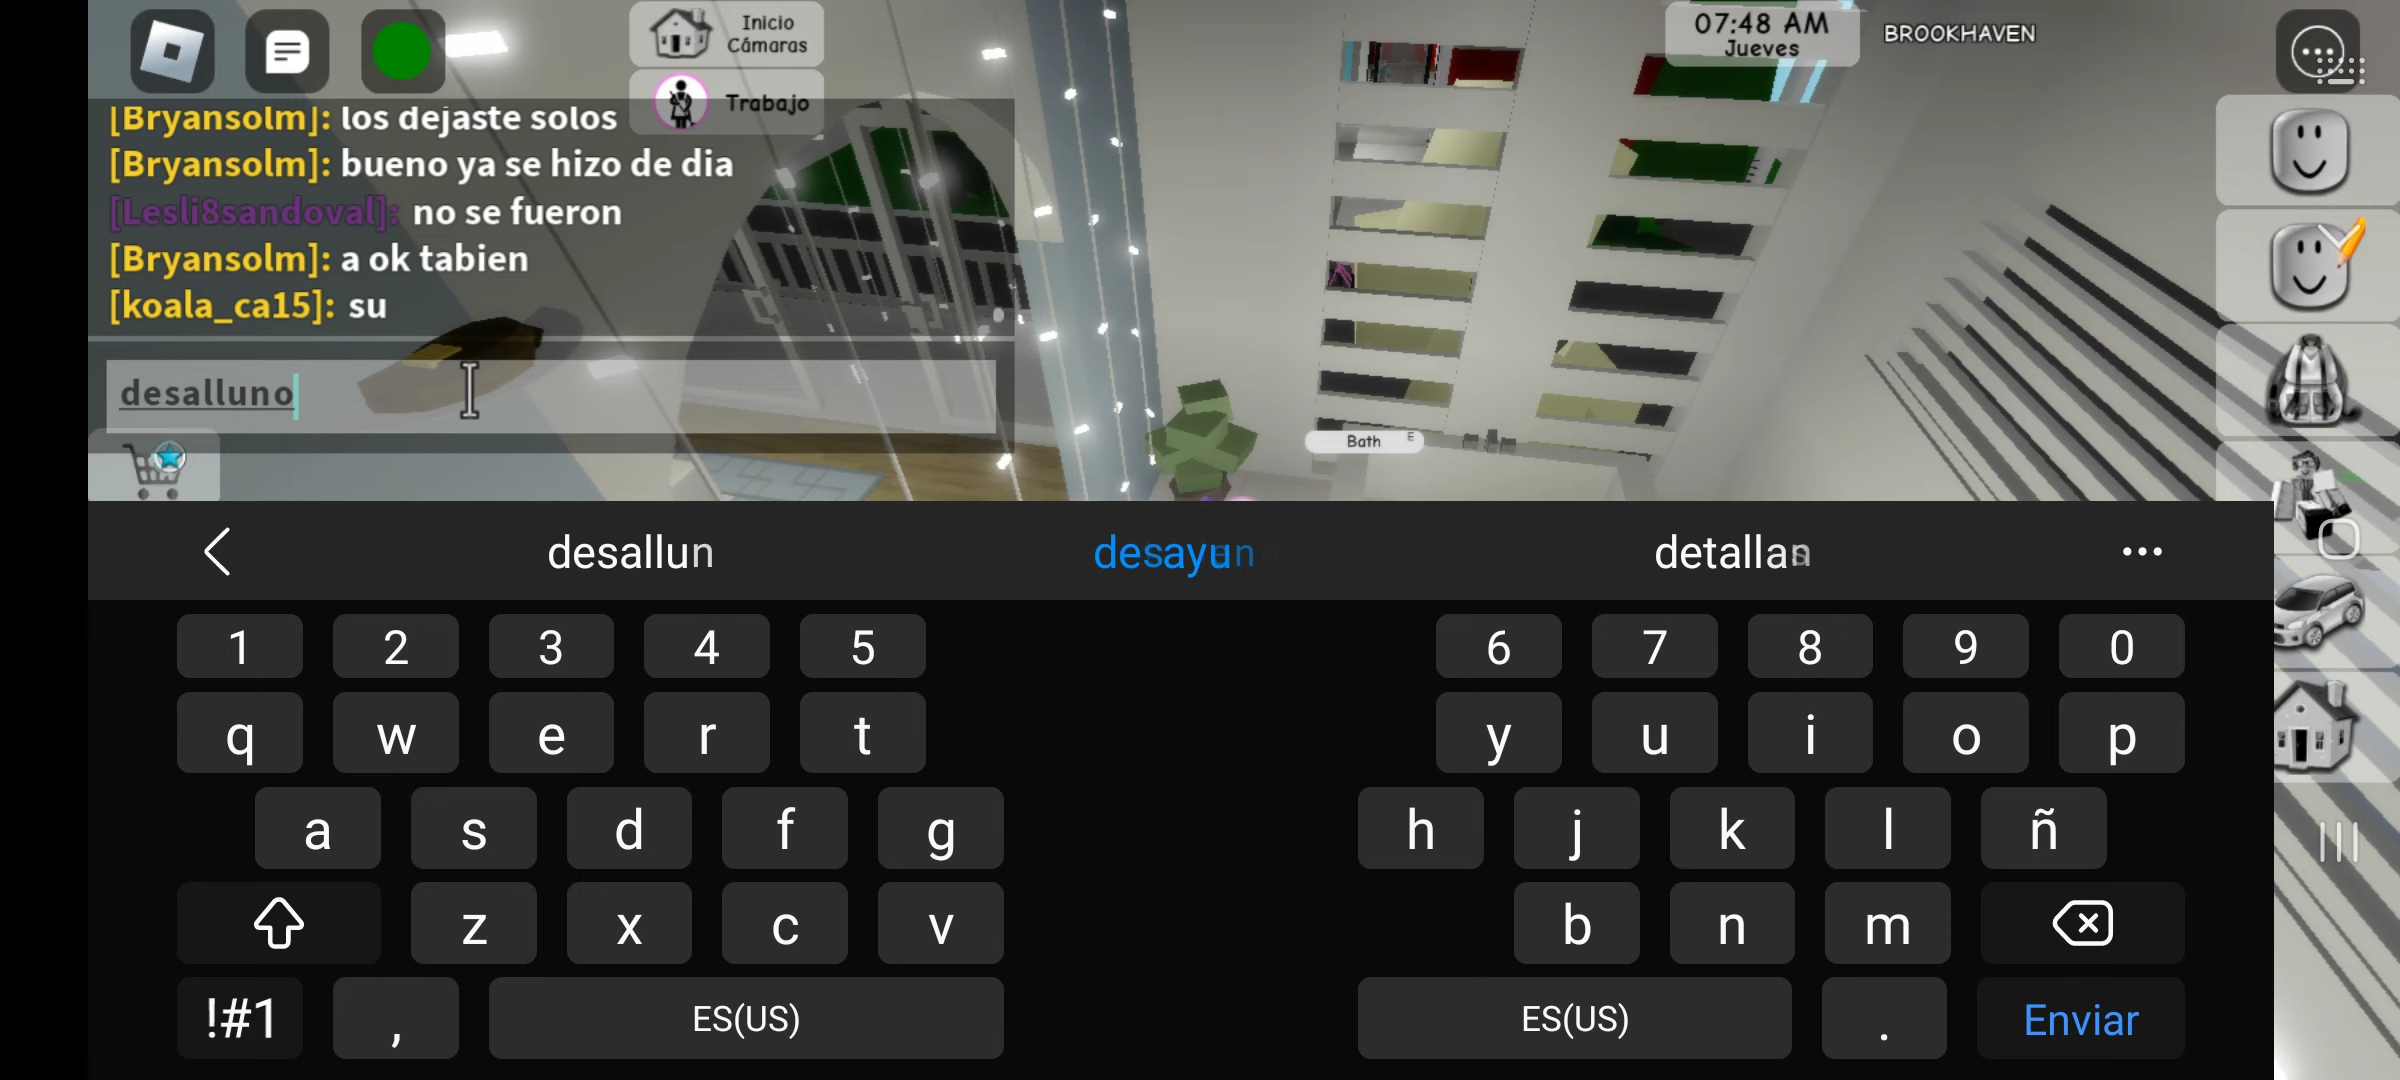 Inicio
Cámaras
07:48 AM
Jueves
BROOKHAVEN
Trabajo
[Bryansolm]: los dejaste solos
[Bryansolm]: bueno ya se hizo de dia
[Lesli8sandoval]: no se fueron
[Bryansolm]: a ok tabien
[koala_ca15]: su
desalluno
Bath E
desallun desayun detallan
1 2 3 4 5 6 7 8 9 0
q w e r t y u i o p
a s d f g h j k l ñ
z x c v b n m
!#1 , ES(US) ES(US) . Enviar